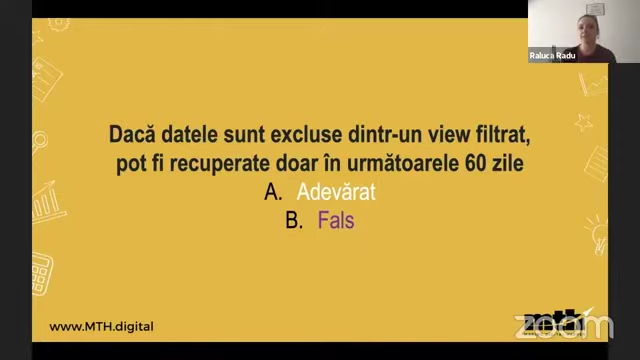 Raluca Radu
Dacă datele sunt excluse dintr-un view filtrat,
pot fi recuperate doar în următoarele 60 zile
A. Adevărat
B. Fals
www.MTH.digital
mth
zoom